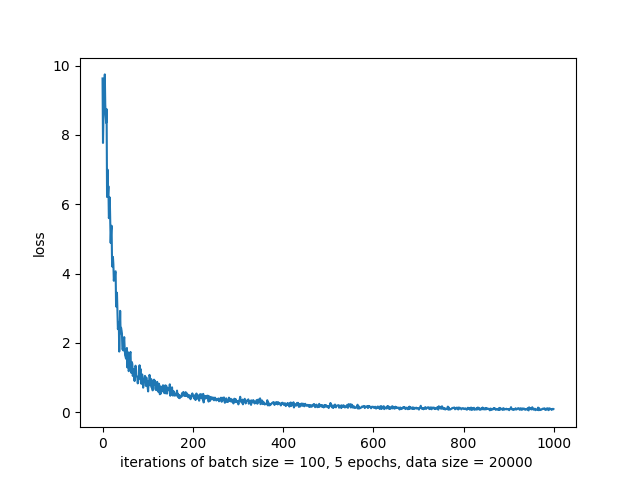 10
8
6
4
2
0
loss
0 200 400 600 800 1000
iterations of batch size = 100, 5 epochs, data size = 20000